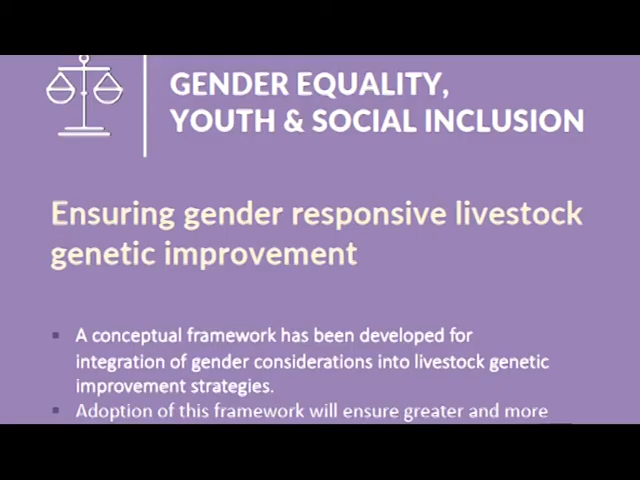 GENDER EQUALITY,
YOUTH & SOCIAL INCLUSION
Ensuring gender responsive livestock
genetic improvement
▪ A conceptual framework has been developed for
integration of gender considerations into livestock genetic
improvement strategies.
▪ Adoption of this framework will ensure greater and more